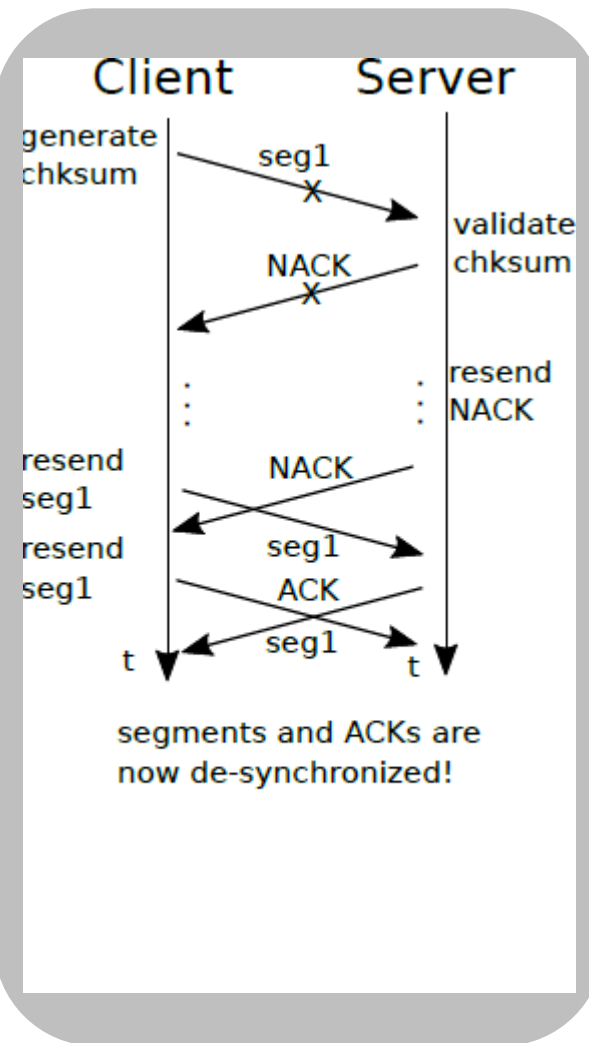 Client
Server
generate
chksum
seg1
X
validate
chksum
NACK
X
resend
NACK
resend
seg1
NACK
seg1
resend
seg1
ACK
seg1
t
t
segments and ACKs are
now de-synchronized!